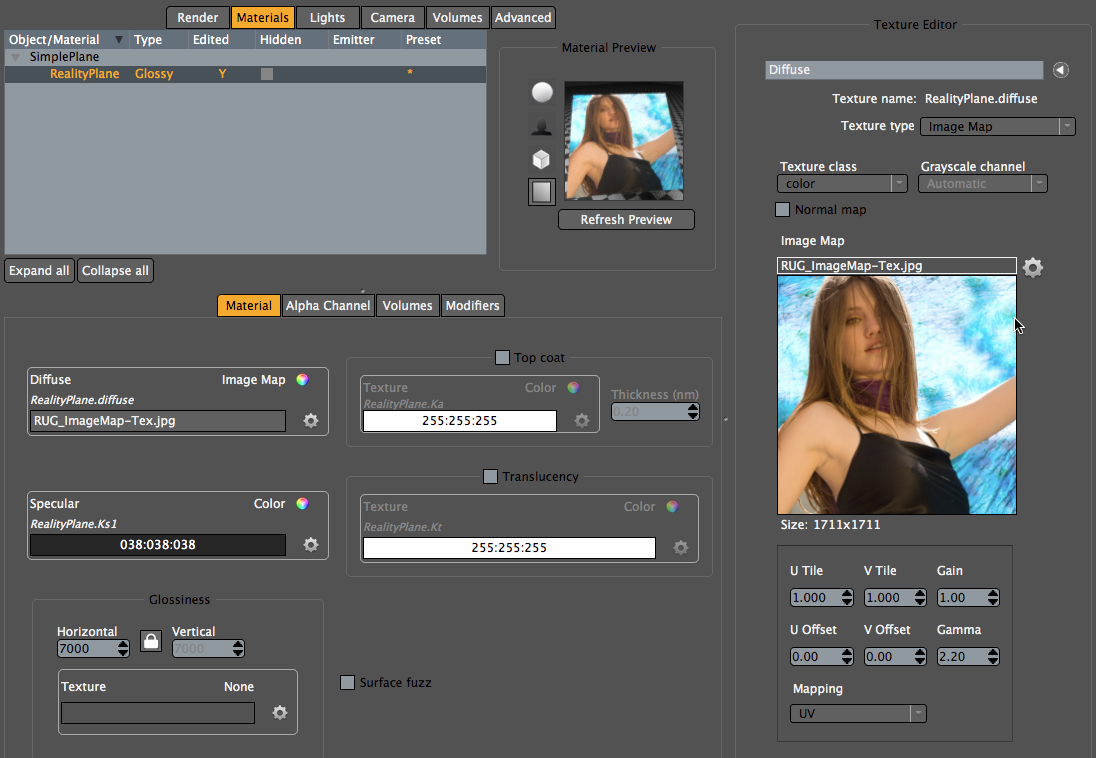 Render Materials Lights Camera Volumes Advanced
Object/Material Type Edited Hidden Emitter Preset
SimplePlane
RealityPlane Glossy Y *
Expand all Collapse all
Material Preview
Refresh Preview
Material Alpha Channel Volumes Modifiers
Diffuse Image Map
RealityPlane.diffuse
RUG_ImageMap-Tex.jpg
Top coat
Texture Color
RealityPlane.Ka
255:255:255
Thickness (nm)
0.20
Specular Color
RealityPlane.Ks1
038:038:038
Translucency
Texture Color
RealityPlane.Kt
255:255:255
Glossiness
Horizontal Vertical
7000 7000
Texture None
Surface fuzz
Texture Editor
Diffuse
Texture name: RealityPlane.diffuse
Texture type Image Map
Texture class Grayscale channel
color Automatic
Normal map
Image Map
RUG_ImageMap-Tex.jpg
Size: 1711x1711
U Tile V Tile Gain
1.000 1.000 1.00
U Offset V Offset Gamma
0.00 0.00 2.20
Mapping
UV